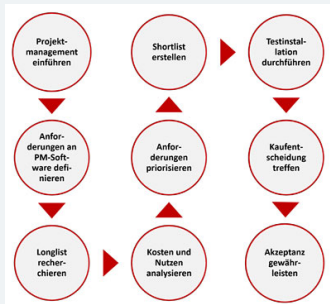 Projekt-
management
einführen
Anfor-
derungen an
PM-Soft-
ware defi-
nieren
Longlist
recher-
chieren
Kosten und
Nutzen
analysieren
Anfor-
derungen
priorisieren
Shortlist
erstellen
Testinstal-
lation
durchführen
Kaufent-
scheidung
treffen
Akzeptanz
gewähr-
leisten